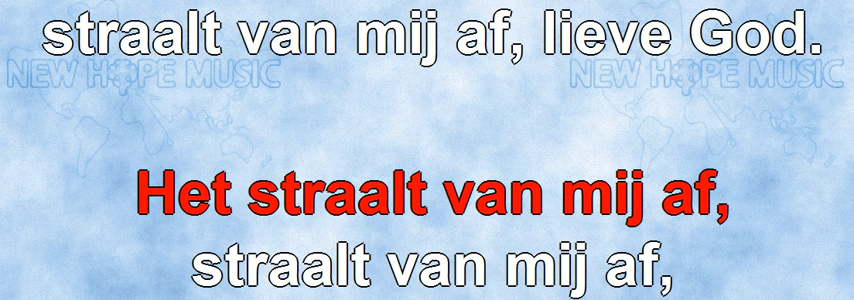 straalt van mij af, lieve God.
NEW HOPE MUSIC NEW HOPE MUSIC
Het straalt van mij af,
straalt van mij af,